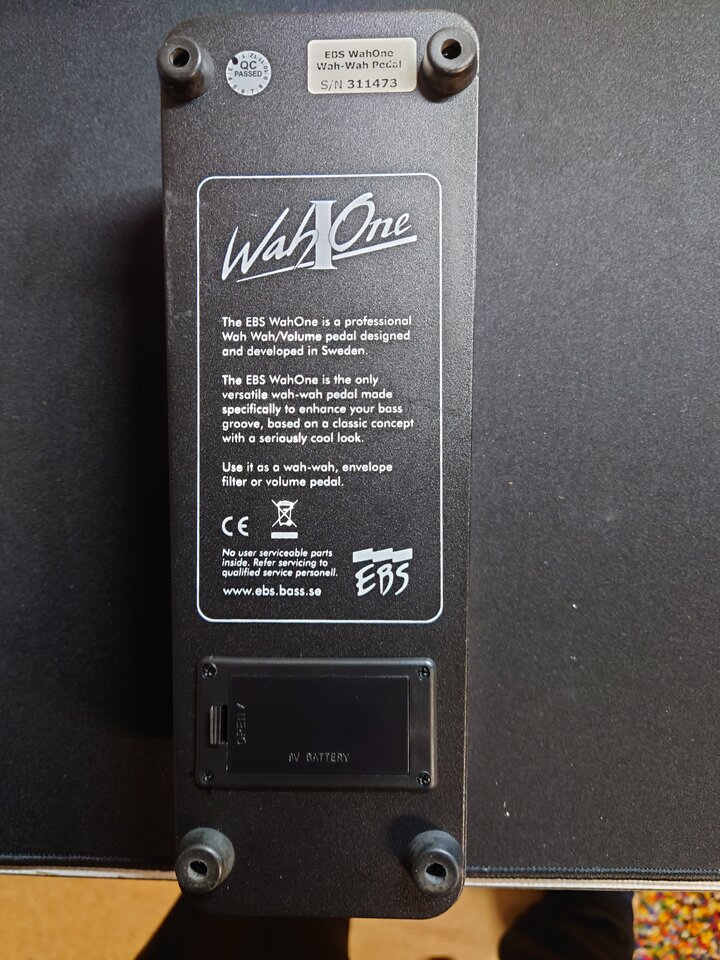 QC
PASSED
EBS WahOne
Wah-Wah Pedal
S/N 311473
Wah I One
The EBS WahOne is a professional
Wah Wah/Volume pedal designed
and developed in Sweden.
The EBS WahOne is the only
versatile wah-wah pedal made
specifically to enhance your bass
groove, based on a classic concept
with a seriously cool look.
Use it as a wah-wah, envelope
filter or volume pedal.
CE
No user serviceable parts
inside. Refer servicing to
qualified service personell.
www.ebs.bass.se
EBS
OPEN
9V BATTERY